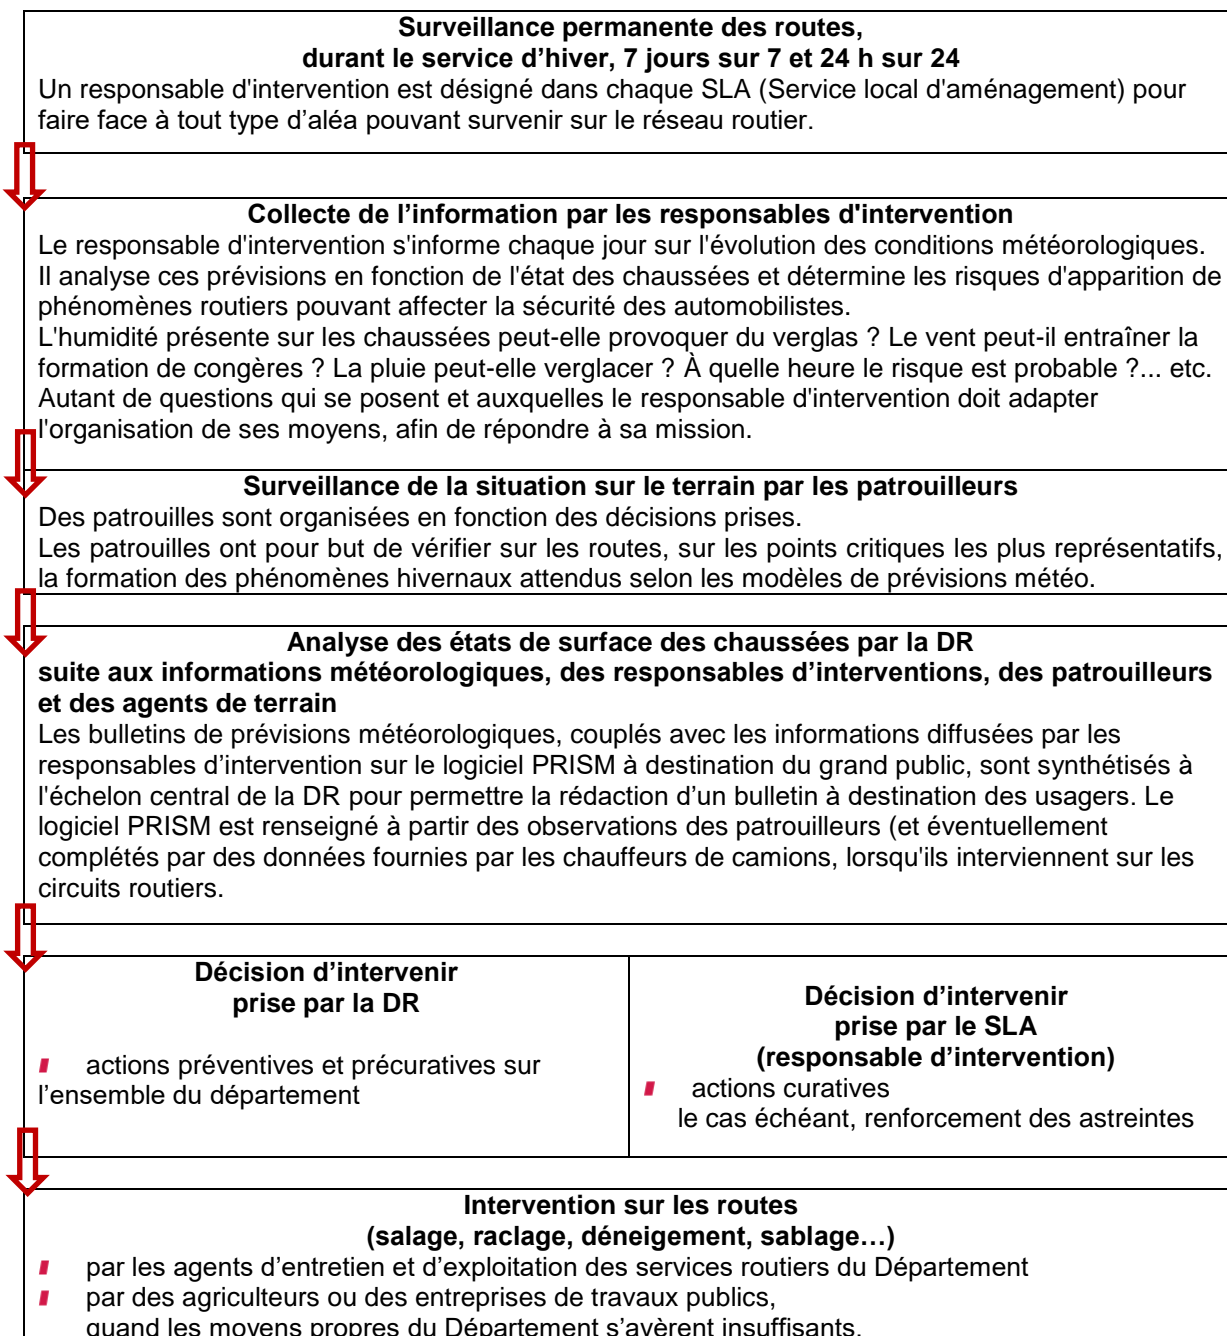 Surveillance permanente des routes,
durant le service d’hiver, 7 jours sur 7 et 24 h sur 24
Un responsable d'intervention est désigné dans chaque SLA (Service local d'aménagement) pour
faire face à tout type d’aléa pouvant survenir sur le réseau routier.
Collecte de l’information par les responsables d'intervention
Le responsable d'intervention s'informe chaque jour sur l'évolution des conditions météorologiques.
Il analyse ces prévisions en fonction de l'état des chaussées et détermine les risques d'apparition de
phénomènes routiers pouvant affecter la sécurité des automobilistes.
L'humidité présente sur les chaussées peut-elle provoquer du verglas ? Le vent peut-il entraîner la
formation de congères ? La pluie peut-elle verglacer ? À quelle heure le risque est probable ?... etc.
Autant de questions qui se posent et auxquelles le responsable d'intervention doit adapter
l'organisation de ses moyens, afin de répondre à sa mission.
Surveillance de la situation sur le terrain par les patrouilleurs
Des patrouilles sont organisées en fonction des décisions prises.
Les patrouilles ont pour but de vérifier sur les routes, sur les points critiques les plus représentatifs,
la formation des phénomènes hivernaux attendus selon les modèles de prévisions météo.
Analyse des états de surface des chaussées par la DR
suite aux informations météorologiques, des responsables d’interventions, des patrouilleurs
et des agents de terrain
Les bulletins de prévisions météorologiques, couplés avec les informations diffusées par les
responsables d’intervention sur le logiciel PRISM à destination du grand public, sont synthétisés à
l'échelon central de la DR pour permettre la rédaction d’un bulletin à destination des usagers. Le
logiciel PRISM est renseigné à partir des observations des patrouilleurs (et éventuellement
complétés par des données fournies par les chauffeurs de camions, lorsqu'ils interviennent sur les
circuits routiers.
Décision d’intervenir
prise par la DR
actions préventives et précuratives sur
l’ensemble du département
Décision d’intervenir
prise par le SLA
(responsable d’intervention)
actions curatives
le cas échéant, renforcement des astreintes
Intervention sur les routes
(salage, raclage, déneigement, sablage…)
par les agents d’entretien et d’exploitation des services routiers du Département
par des agriculteurs ou des entreprises de travaux publics,
quand les moyens propres du Département s’avèrent insuffisants.